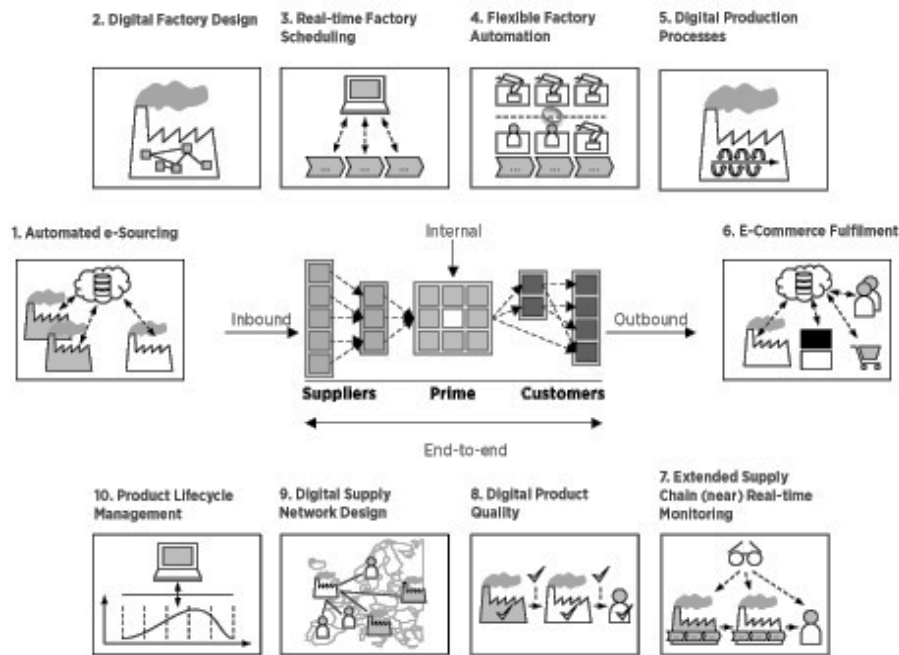 2. Digital Factory Design
3. Real-time Factory
Scheduling
4. Flexible Factory
Automation
5. Digital Production
Processes
...
...
...
...
...
...
1. Automated e-Sourcing
Internal
6. E-Commerce Fulfilment
Inbound
Outbound
Suppliers
Prime
Customers
End-to-end
10. Product Lifecycle
Management
9. Digital Supply
Network Design
8. Digital Product
Quality
7. Extended Supply
Chain (near) Real-time
Monitoring